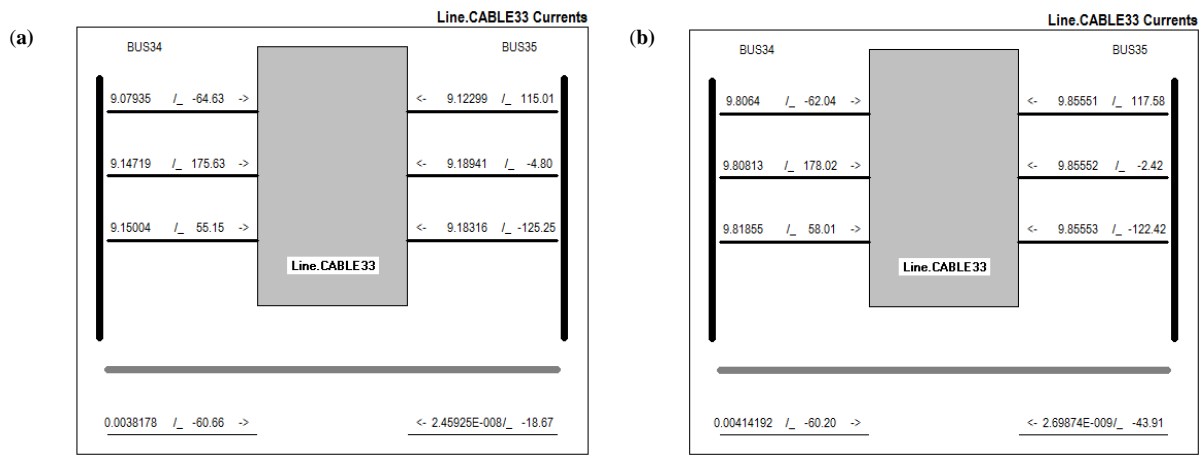 (a)
Line.CABLE33 Currents
BUS34 BUS35
9.07935 /_ -64.63 -> <- 9.12299 /_ 115.01
9.14719 /_ 175.63 -> <- 9.18941 /_ -4.80
9.15004 /_ 55.15 -> <- 9.18316 /_ -125.25
Line.CABLE33
0.0038178 /_ -60.66 -> <- 2.45925E-008/_ -18.67
(b)
Line.CABLE33 Currents
BUS34 BUS35
9.8064 /_ -62.04 -> <- 9.85551 /_ 117.58
9.80813 /_ 178.02 -> <- 9.85552 /_ -2.42
9.81855 /_ 58.01 -> <- 9.85553 /_ -122.42
Line.CABLE33
0.00414192 /_ -60.20 -> <- 2.69874E-009/_ -43.91